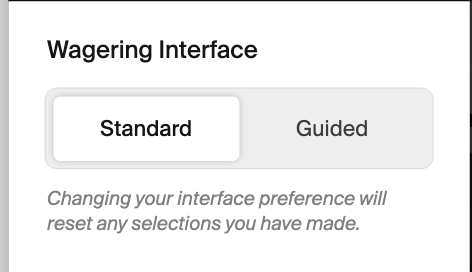 Wagering Interface
Standard
Guided
Changing your interface preference will
reset any selections you have made.